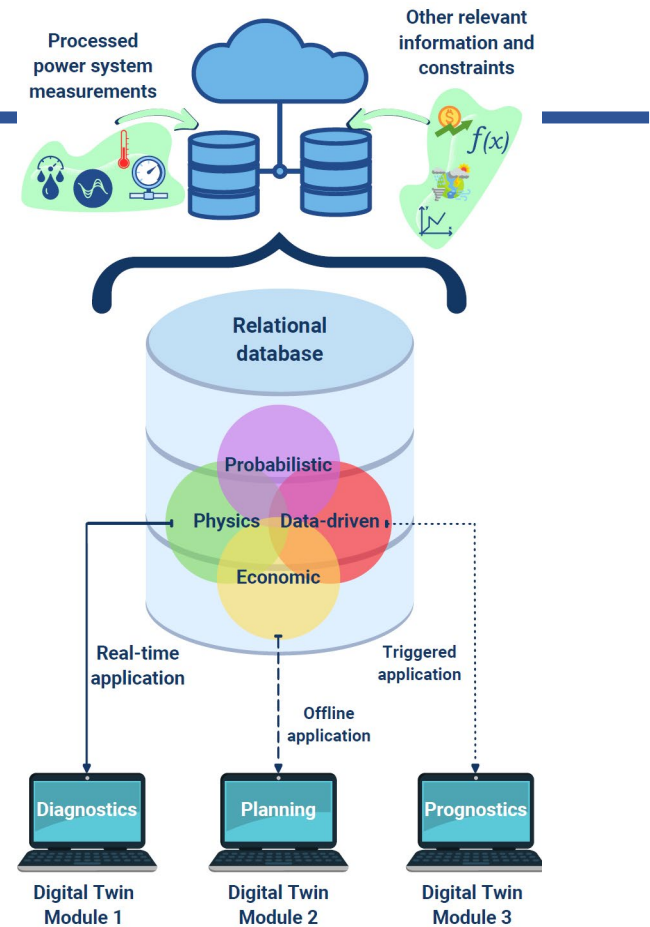 Processed
power system
measurements
Other relevant
information and
constraints
$
f(x)
Relational
database
Probabilistic
Physics
Data-driven
Economic
Real-time
application
Offline
application
Triggered
application
Diagnostics
Planning
Prognostics
Digital Twin
Module 1
Digital Twin
Module 2
Digital Twin
Module 3